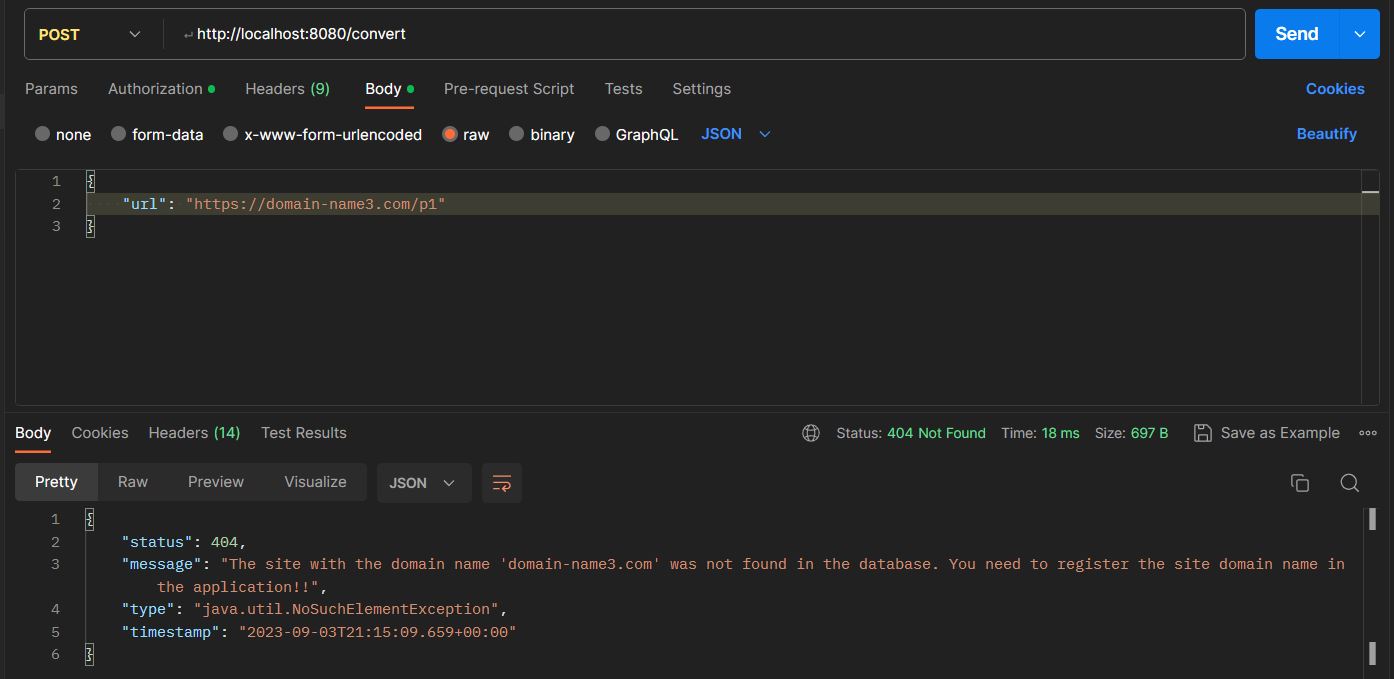 POST ↵ http://localhost:8080/convert Send
Params Authorization Headers (9) Body Pre-request Script Tests Settings Cookies
none form-data x-www-form-urlencoded raw binary GraphQL JSON Beautify
1 {
2 "url": "https://domain-name3.com/p1"
3 }
Body Cookies Headers (14) Test Results Status: 404 Not Found Time: 18 ms Size: 697 B Save as Example
Pretty Raw Preview Visualize JSON
1 {
2 "status": 404,
3 "message": "The site with the domain name 'domain-name3.com' was not found in the database. You need to register the site domain name in
the application!!",
4 "type": "java.util.NoSuchElementException",
5 "timestamp": "2023-09-03T21:15:09.659+00:00"
6 }